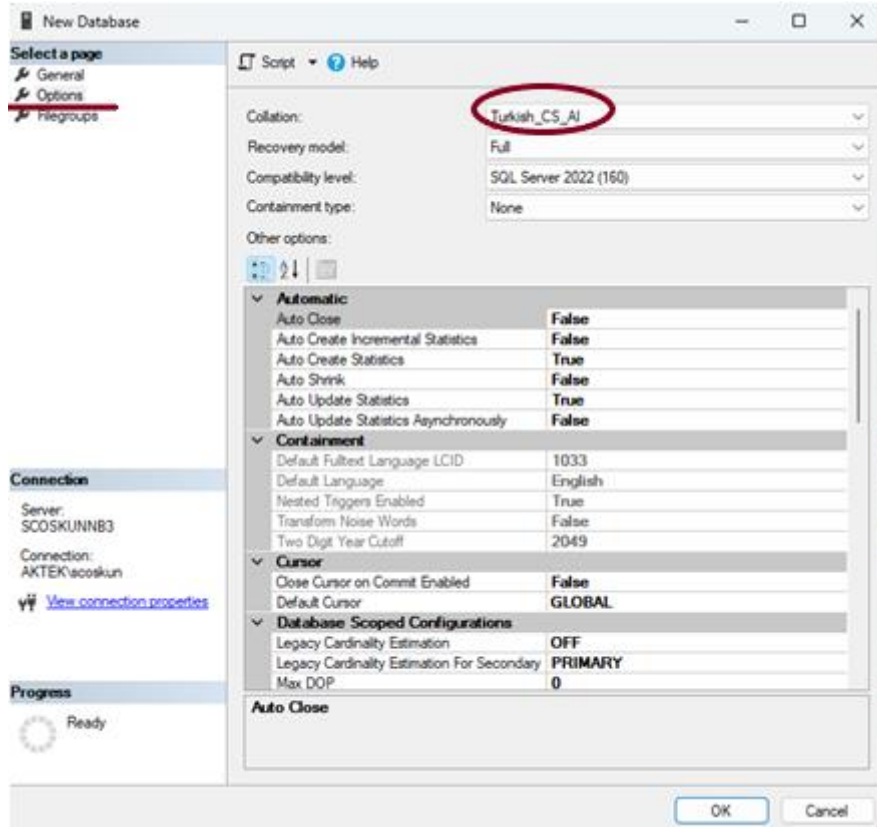 New Database
Select a page
General
Options
Filegroups
Script Help
Collation: Turkish_CS_AI
Recovery model: Full
Compatibility level: SQL Server 2022 (160)
Containment type: None
Other options:
Automatic
Auto Close False
Auto Create Incremental Statistics False
Auto Create Statistics True
Auto Shrink False
Auto Update Statistics True
Auto Update Statistics Asynchronously False
Containment
Default Fulltext Language LCID 1033
Default Language English
Nested Triggers Enabled True
Transform Noise Words False
Two Digit Year Cutoff 2049
Cursor
Close Cursor on Commit Enabled False
Default Cursor GLOBAL
Database Scoped Configurations
Legacy Cardinality Estimation OFF
Legacy Cardinality Estimation For Secondary PRIMARY
Max DOP 0
Auto Close
Connection
Server:
SCOSKUNNB3
Connection:
AKTEK\scoskun
View connection properties
Progress
Ready
OK Cancel